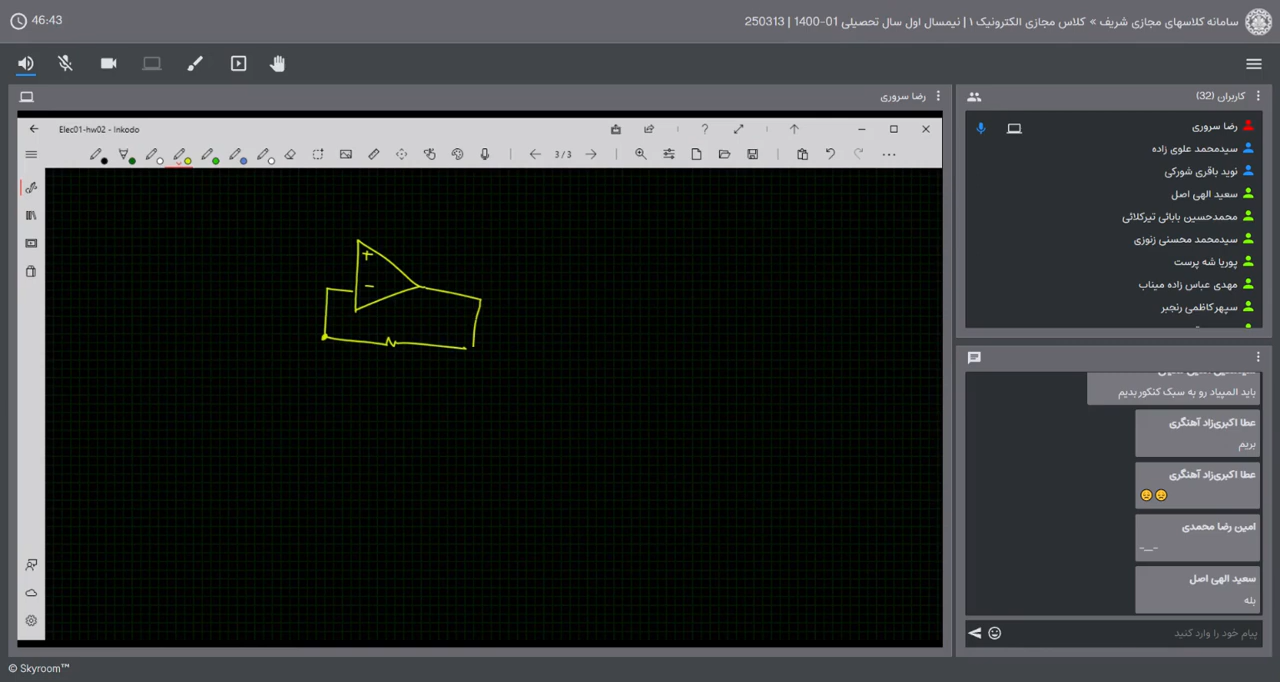 46:43
سامانه کلاسهای مجازی شریف » کلاس مجازی الکترونیک ۱ | نیمسال اول سال تحصیلی 01-1400 | 250313
رضا سروری
Elec01-hw02 - Inkodo
3/3
+
-
کاربران (32)
رضا سروری
سیدمحمد علوی زاده
نوید باقری شورکی
سعید الهی اصل
محمدحسین بابائی تیرکلائی
سیدمحمد محسنی زنوزی
پوریا شه پرست
مهدی عباس زاده میناب
سپهر کاظمی رنجبر
باید المپیاد رو به سبک کنکور بدیم
عطا اکبری‌زاد آهنگری
بریم
عطا اکبری‌زاد آهنگری
😔😔
امین رضا محمدی
-__-
سعید الهی اصل
بله
پیام خود را وارد کنید
© Skyroom™